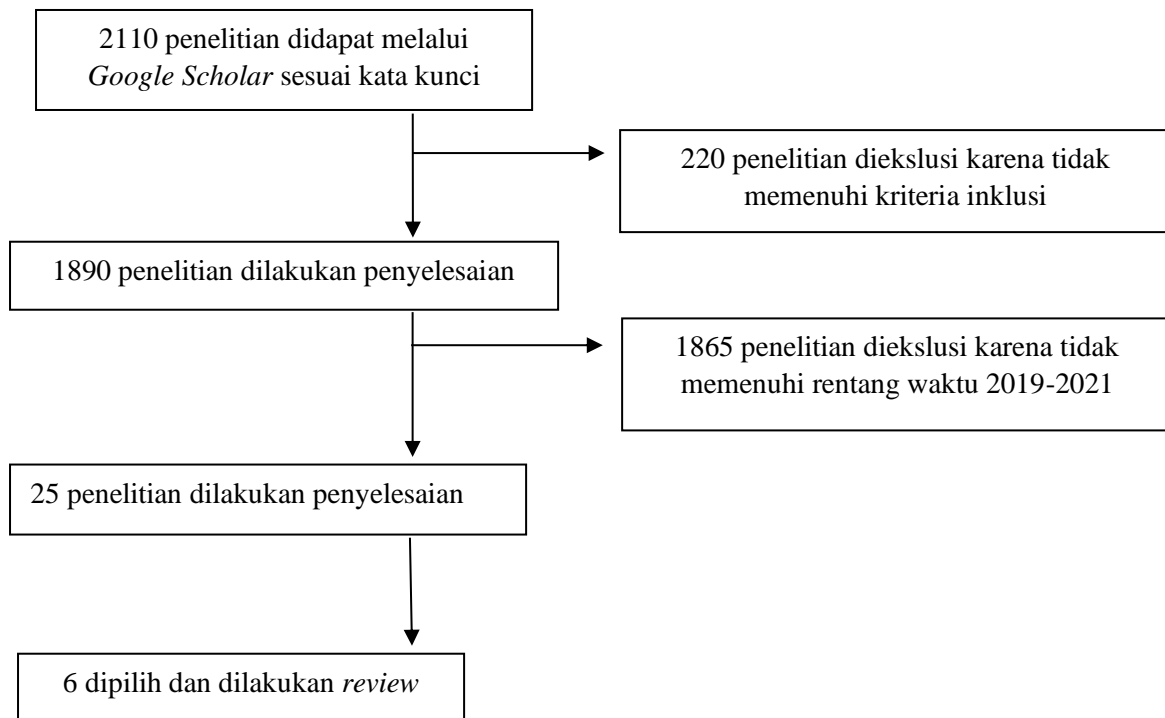 2110 penelitian didapat melalui
Google Scholar sesuai kata kunci
220 penelitian diekslusi karena tidak
memenuhi kriteria inklusi
1890 penelitian dilakukan penyelesaian
1865 penelitian diekslusi karena tidak
memenuhi rentang waktu 2019-2021
25 penelitian dilakukan penyelesaian
6 dipilih dan dilakukan review